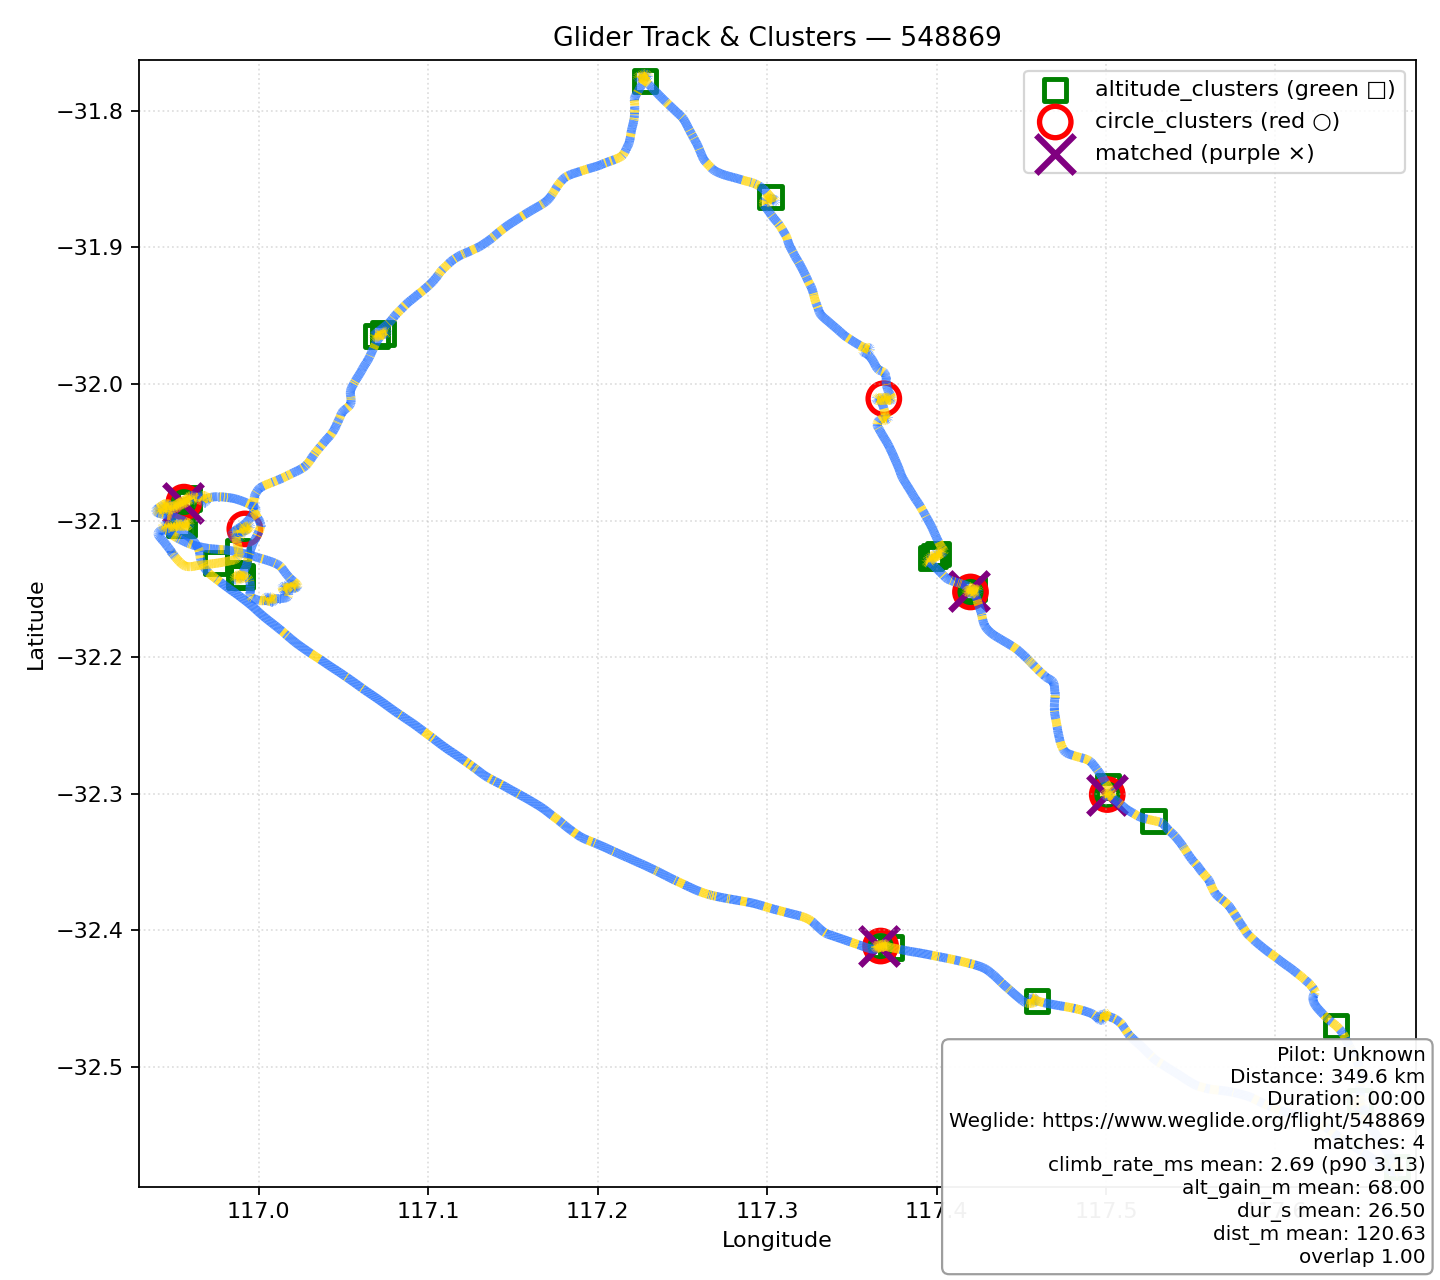 Glider Track & Clusters — 548869
altitude_clusters (green □)
circle_clusters (red ○)
matched (purple ×)
−31.8
−31.9
−32.0
−32.1
−32.2
−32.3
−32.4
−32.5
Latitude
117.0
117.1
117.2
117.3
117.4
117.5
Longitude
Pilot: Unknown
Distance: 349.6 km
Duration: 00:00
Weglide: https://www.weglide.org/flight/548869
matches: 4
climb_rate_ms mean: 2.69 (p90 3.13)
alt_gain_m mean: 68.00
dur_s mean: 26.50
dist_m mean: 120.63
overlap 1.00